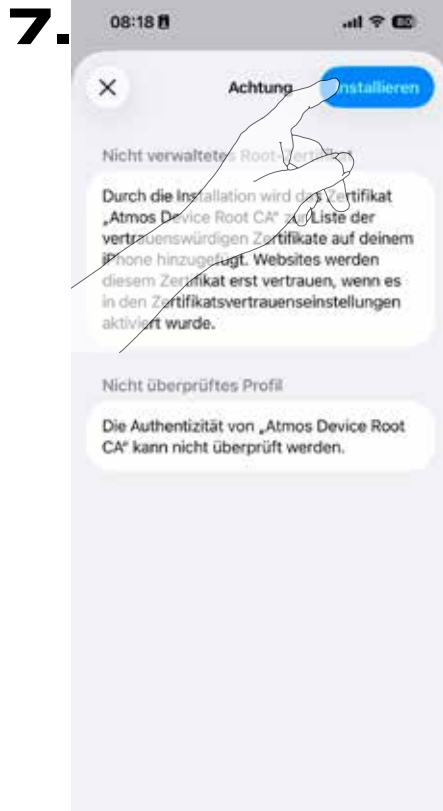 7.
08:18
Achtung
Installieren
Nicht verwaltetes Root-Zertifikat
Durch die Installation wird das Zertifikat
„Atmos Device Root CA“ zur Liste der
vertrauenswürdigen Zertifikate auf deinem
iPhone hinzugefügt. Websites werden
diesem Zertifikat erst vertrauen, wenn es
in den Zertifikatsvertrauenseinstellungen
aktiviert wurde.
Nicht überprüftes Profil
Die Authentizität von „Atmos Device Root
CA“ kann nicht überprüft werden.